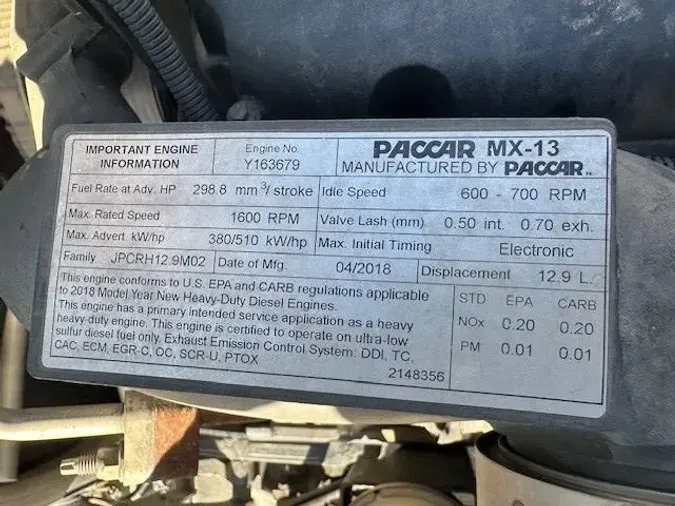 IMPORTANT ENGINE
INFORMATION
Engine No.
Y163679
PACCAR MX-13
MANUFACTURED BY PACCAR
Fuel Rate at Adv. HP 298.8 mm³/ stroke
Idle Speed 600 - 700 RPM
Max. Rated Speed 1600 RPM
Valve Lash (mm) 0.50 int. 0.70 exh.
Max. Advert. kW/hp 380/510 kW/hp
Max. Initial Timing Electronic
Family JPCRH12.9M02
Date of Mfg. 04/2018
Displacement 12.9 L.
This engine conforms to U.S. EPA and CARB regulations applicable
to 2018 Model Year New Heavy-Duty Diesel Engines.
This engine has a primary intended service application as a heavy
heavy-duty engine. This engine is certified to operate on ultra-low
sulfur diesel fuel only. Exhaust Emission Control System: DDI, TC,
CAC, ECM, EGR-C, OC, SCR-U, PTOX
2148356
STD EPA CARB
NOx 0.20 0.20
PM 0.01 0.01